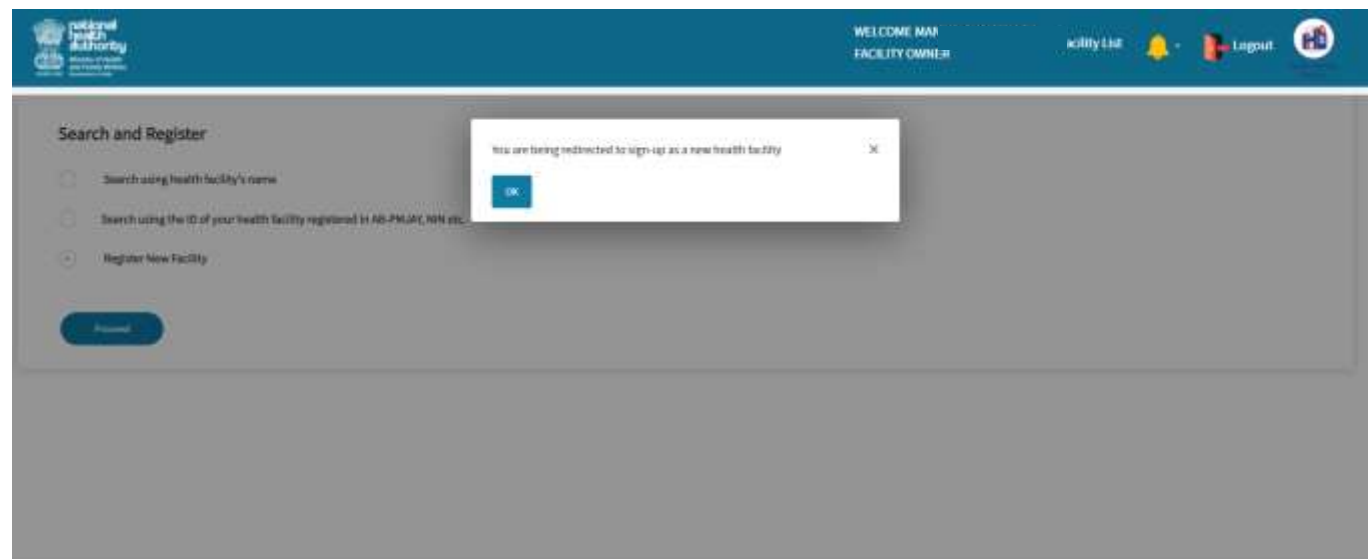 national
health
authority
WELCOME MAN
FACILITY OWNER
acility List
Logout
Search and Register
Search using health facility's name
Search using the ID of your health facility registered in AB-PMJAY, NIN etc.
Register New Facility
Proceed
You are being redirected to sign-up as a new health facility
×
OK